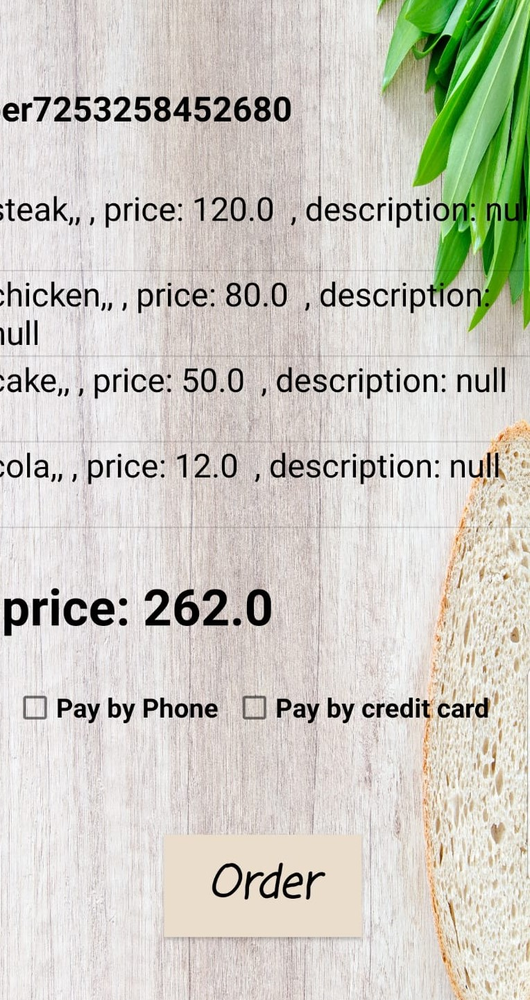 er7253258452680
steak,, , price: 120.0 , description: nul
chicken,, , price: 80.0 , description:
null
cake,, , price: 50.0 , description: null
cola,, , price: 12.0 , description: null
price: 262.0
Pay by Phone Pay by credit card
Order